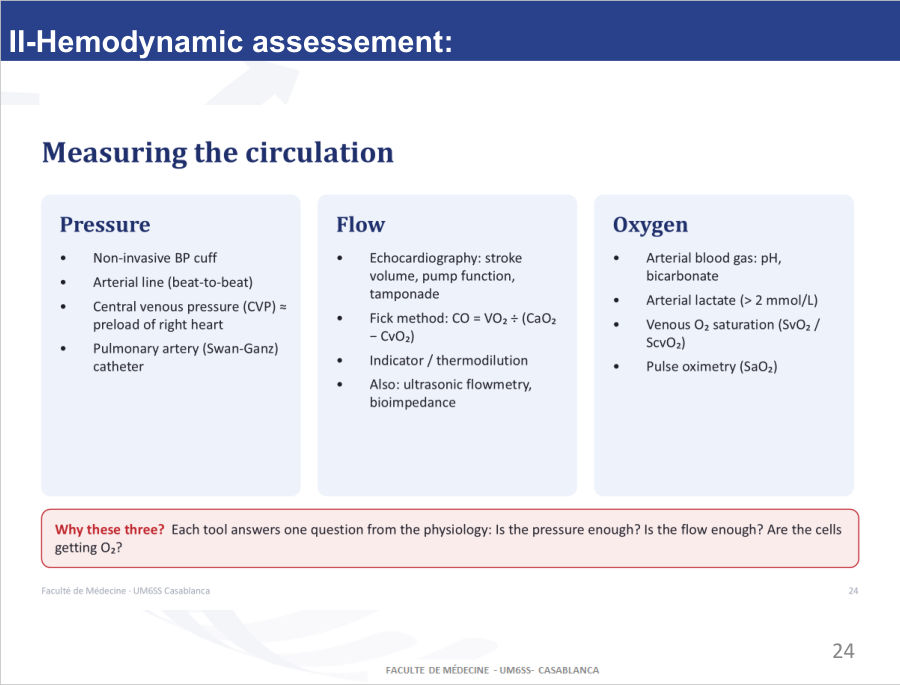 II-Hemodynamic assessement:
Measuring the circulation
Pressure
• Non-invasive BP cuff
• Arterial line (beat-to-beat)
• Central venous pressure (CVP) ≈
preload of right heart
• Pulmonary artery (Swan-Ganz)
catheter
Flow
• Echocardiography: stroke
volume, pump function,
tamponade
• Fick method: CO = VO₂ ÷ (CaO₂
− CvO₂)
• Indicator / thermodilution
• Also: ultrasonic flowmetry,
bioimpedance
Oxygen
• Arterial blood gas: pH,
bicarbonate
• Arterial lactate (> 2 mmol/L)
• Venous O₂ saturation (SvO₂ /
ScvO₂)
• Pulse oximetry (SaO₂)
Why these three? Each tool answers one question from the physiology: Is the pressure enough? Is the flow enough? Are the cells
getting O₂?
Faculté de Médecine · UM6SS Casablanca
24
24
FACULTE DE MÉDECINE - UM6SS- CASABLANCA